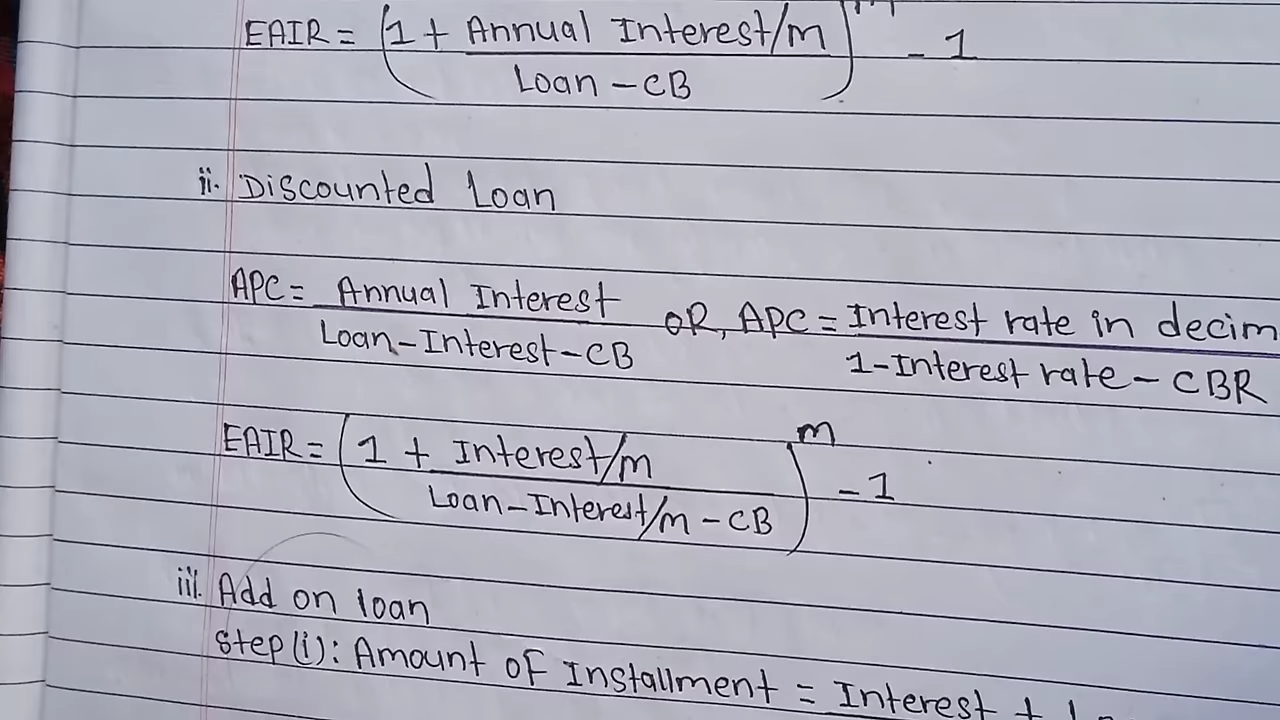 EAIR = (1 + Annual Interest/m
Loan - CB)^m - 1
ii. Discounted Loan
APC = Annual Interest OR, APC = Interest rate in decim
Loan - Interest - CB 1 - Interest rate - CBR
EAIR = (1 + Interest/m
Loan - Interest/m - CB)^m - 1
iii. Add on loan
Step (i): Amount of Installment = Interest +